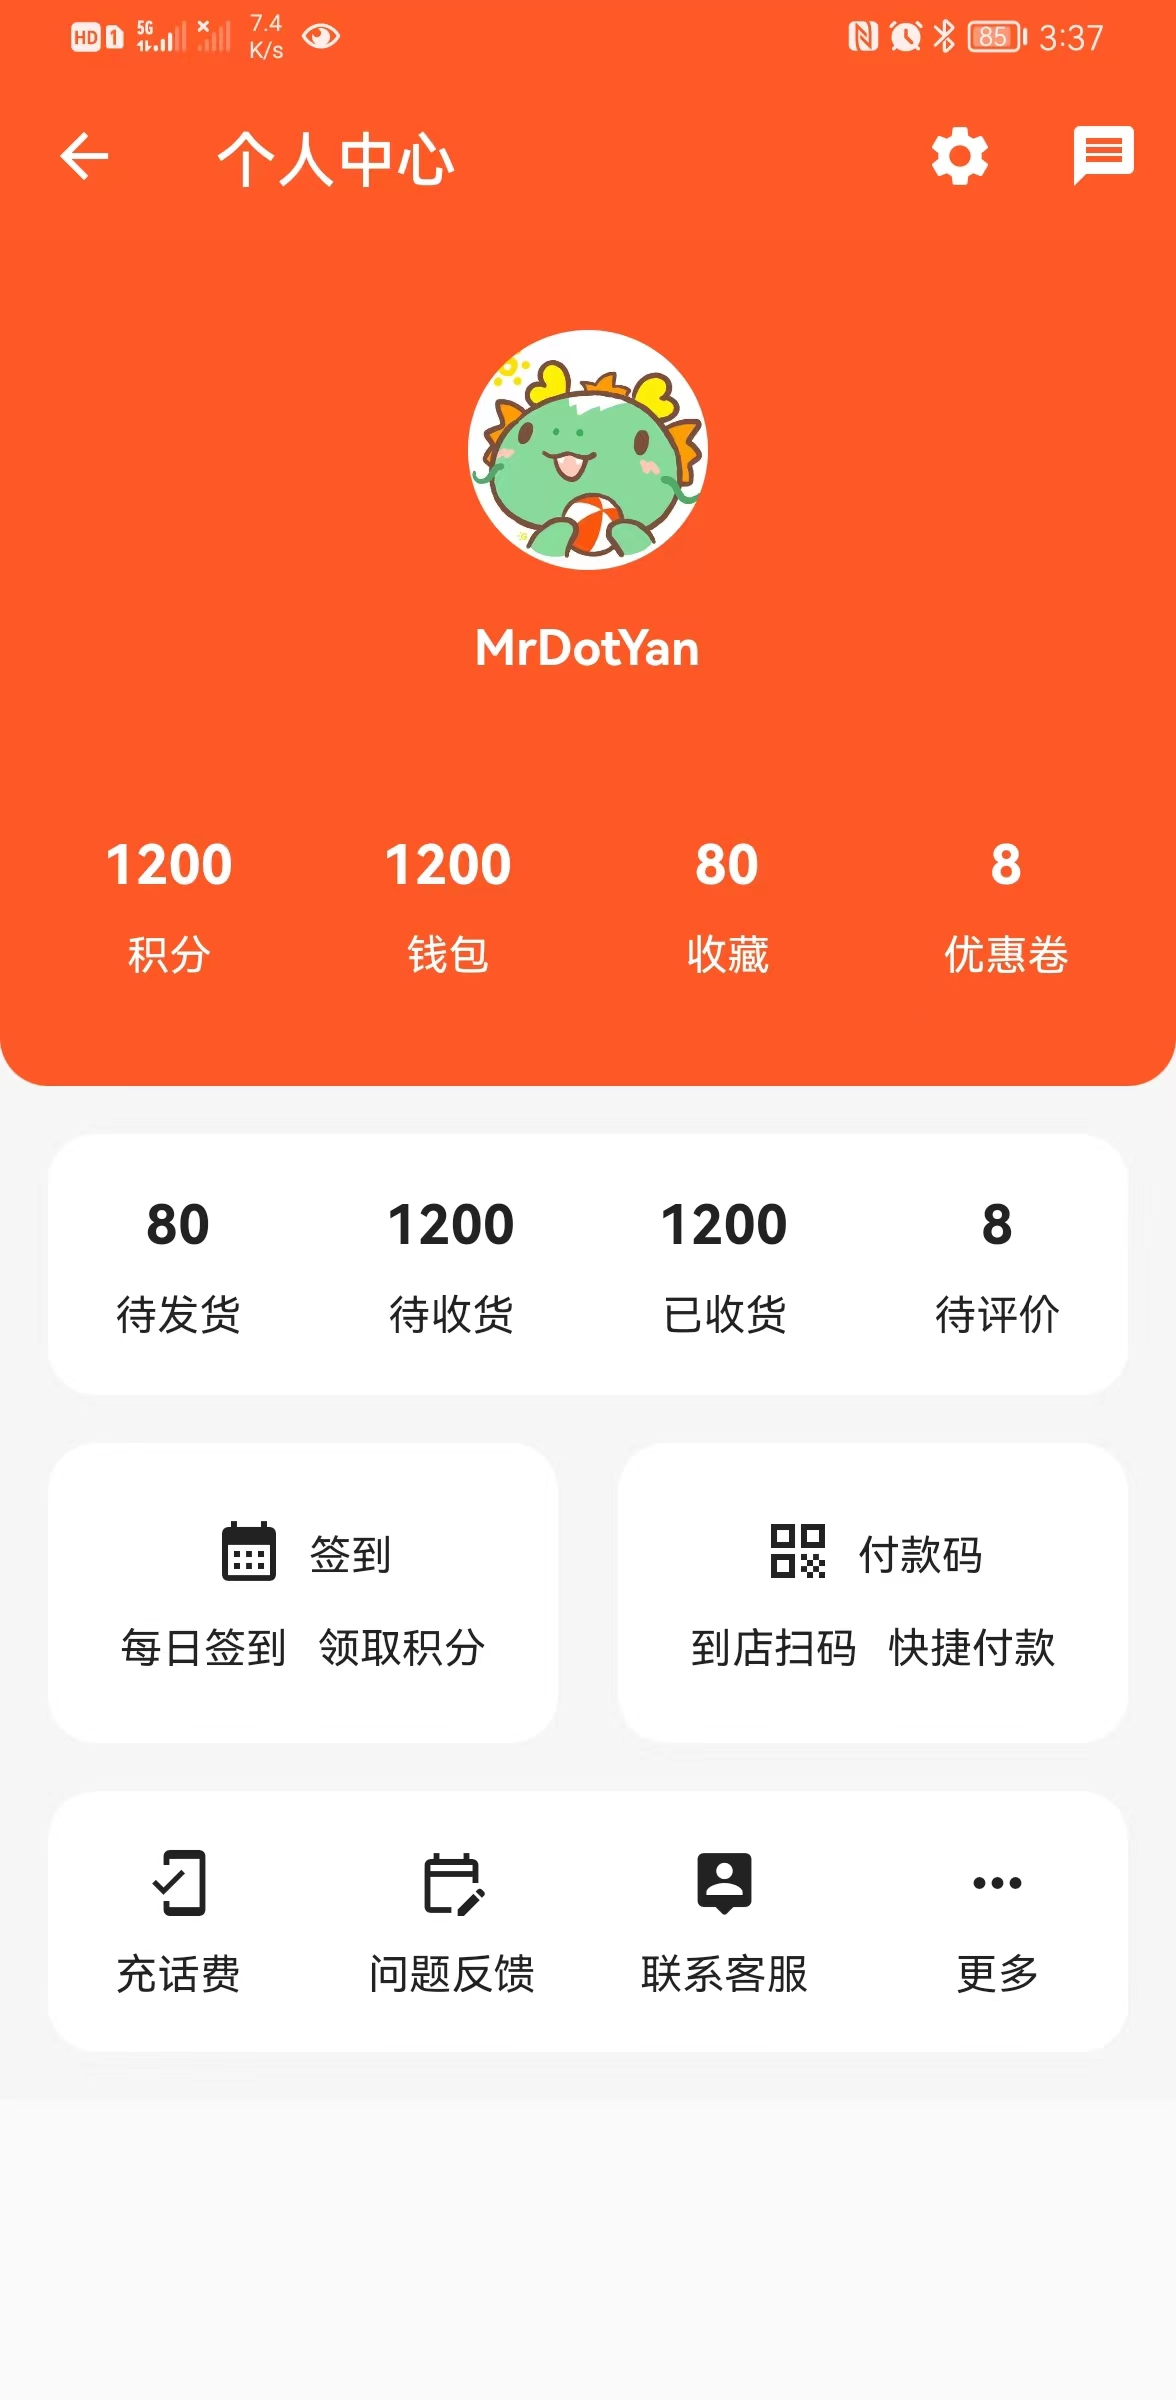 HD 1 5G 7.4 K/s 85 3:37
个人中心
MrDotYan
1200 1200 80 8
积分 钱包 收藏 优惠卷
80 1200 1200 8
待发货 待收货 已收货 待评价
签到 付款码
每日签到 领取积分 到店扫码 快捷付款
充话费 问题反馈 联系客服 更多